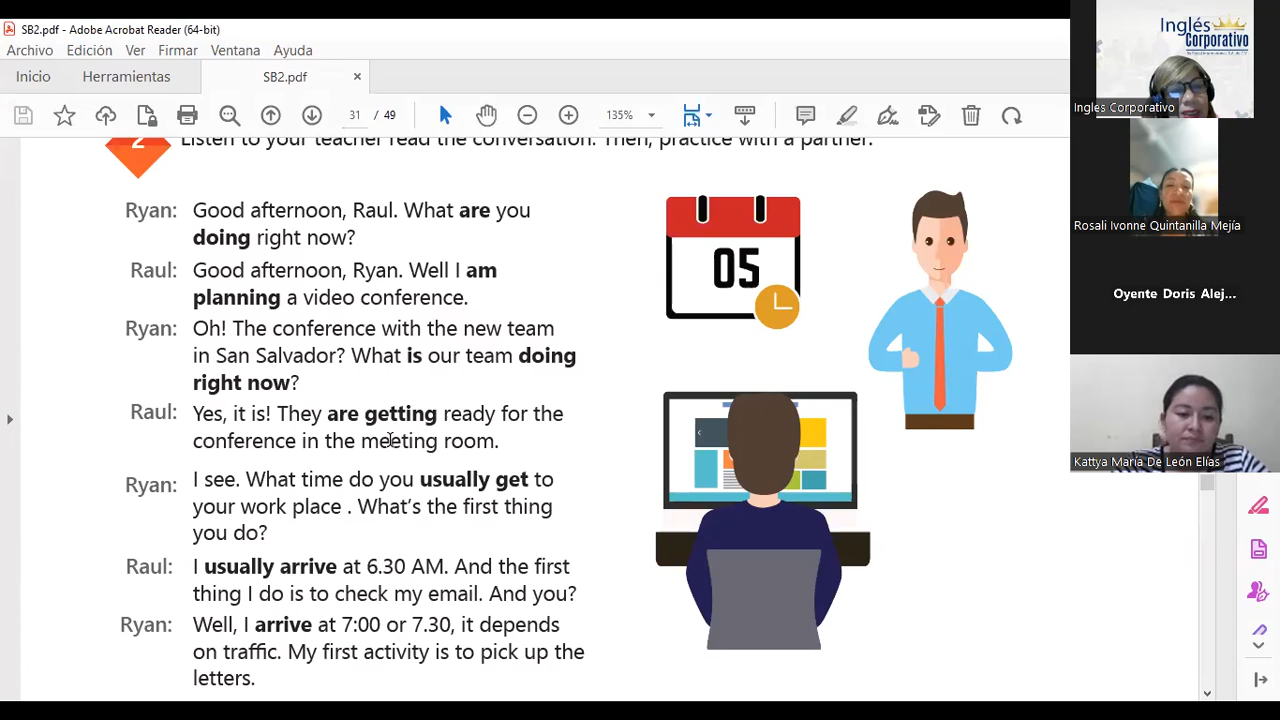 SB2.pdf - Adobe Acrobat Reader (64-bit)
Archivo Edición Ver Firmar Ventana Ayuda
Inicio Herramientas SB2.pdf ×
31 / 49 135%
2 Listen to your teacher read the conversation. Then, practice with a partner.
Ryan: Good afternoon, Raul. What are you
doing right now?
Raul: Good afternoon, Ryan. Well I am
planning a video conference.
Ryan: Oh! The conference with the new team
in San Salvador? What is our team doing
right now?
Raul: Yes, it is! They are getting ready for the
conference in the meeting room.
Ryan: I see. What time do you usually get to
your work place . What's the first thing
you do?
Raul: I usually arrive at 6.30 AM. And the first
thing I do is to check my email. And you?
Ryan: Well, I arrive at 7:00 or 7.30, it depends
on traffic. My first activity is to pick up the
letters.
05
Inglés
Corporativo
Ingles Corporativo
Rosali Ivonne Quintanilla Mejía
Oyente Doris Alej...
Kattya María De León Elías